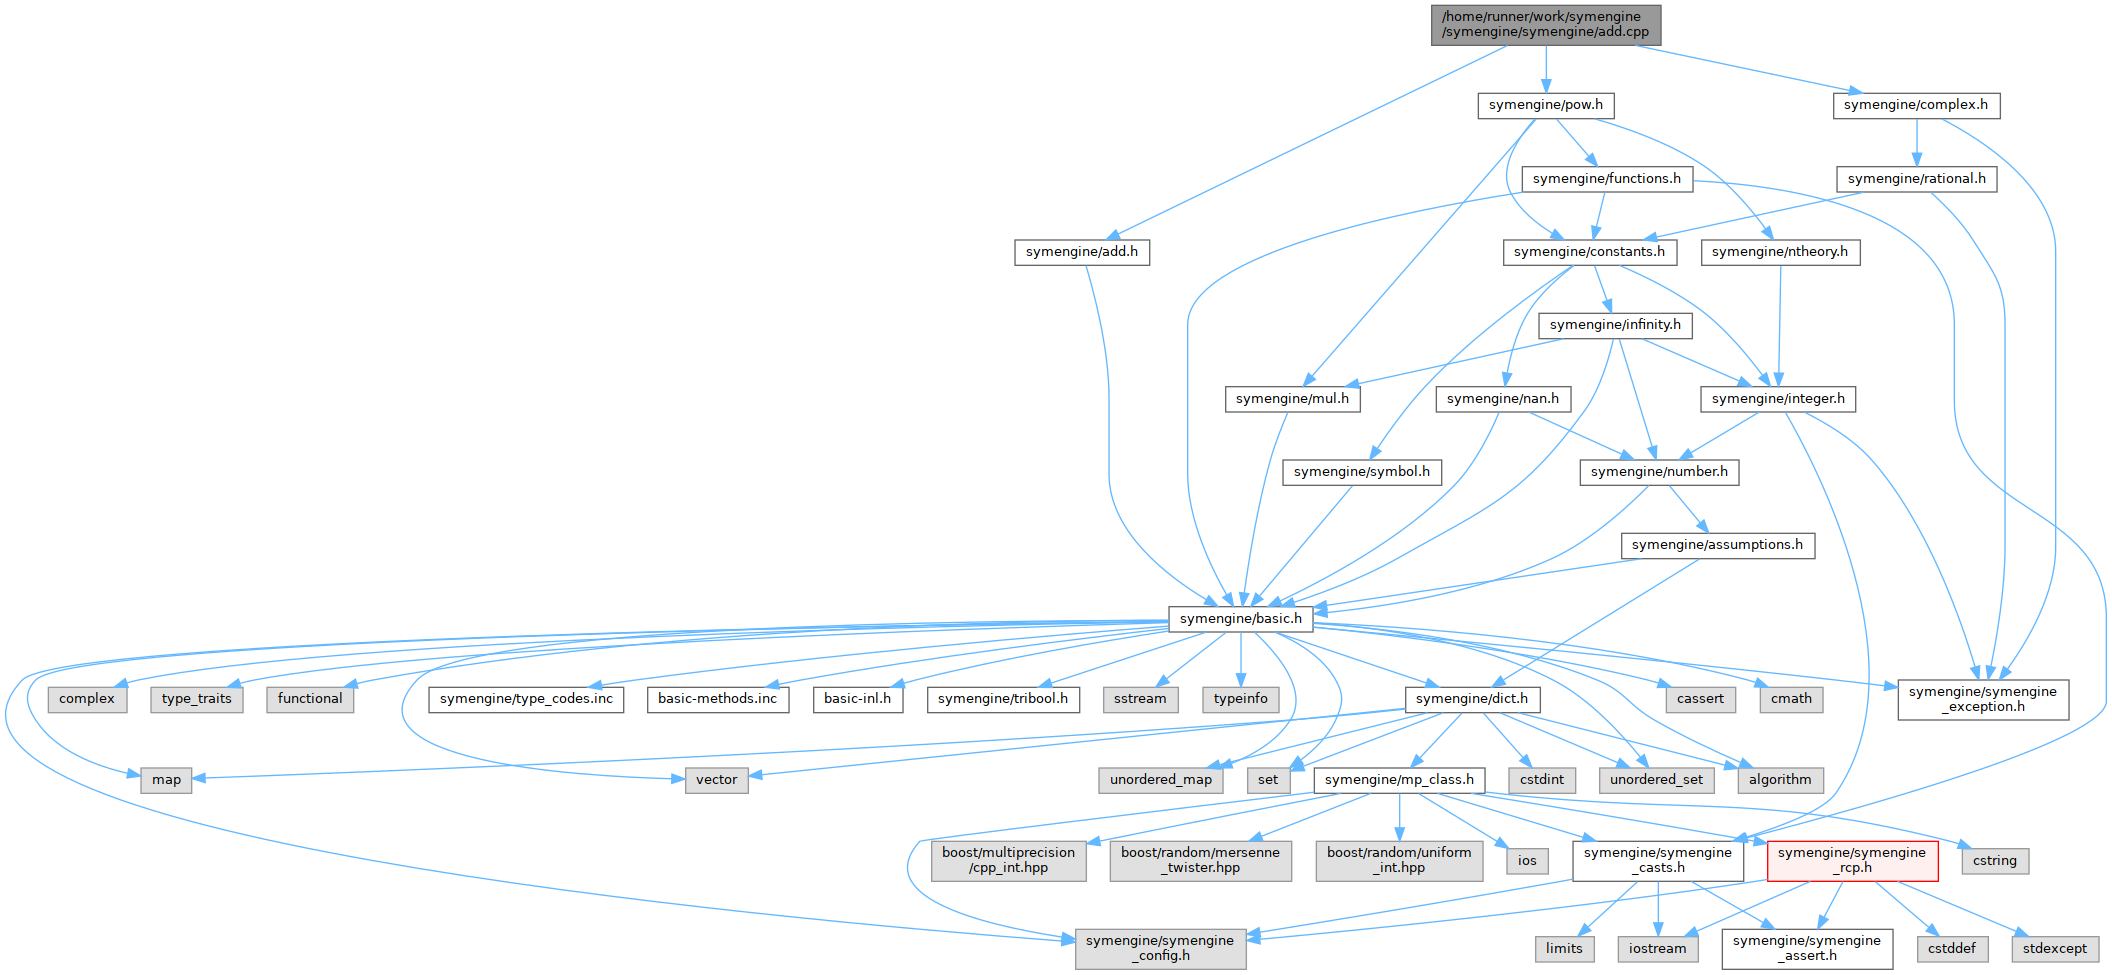 /home/runner/work/symengine
/symengine/symengine/add.cpp
symengine/pow.h
symengine/complex.h
symengine/functions.h
symengine/rational.h
symengine/add.h
symengine/constants.h
symengine/ntheory.h
symengine/infinity.h
symengine/mul.h
symengine/nan.h
symengine/integer.h
symengine/symbol.h
symengine/number.h
symengine/assumptions.h
symengine/basic.h
complex
type_traits
functional
symengine/type_codes.inc
basic-methods.inc
basic-inl.h
symengine/tribool.h
sstream
typeinfo
symengine/dict.h
cassert
cmath
symengine/symengine
_exception.h
map
vector
unordered_map
set
symengine/mp_class.h
cstdint
unordered_set
algorithm
boost/multiprecision
/cpp_int.hpp
boost/random/mersenne
_twister.hpp
boost/random/uniform
_int.hpp
ios
symengine/symengine
_casts.h
symengine/symengine
_rcp.h
cstring
symengine/symengine
_config.h
limits
iostream
symengine/symengine
_assert.h
cstddef
stdexcept